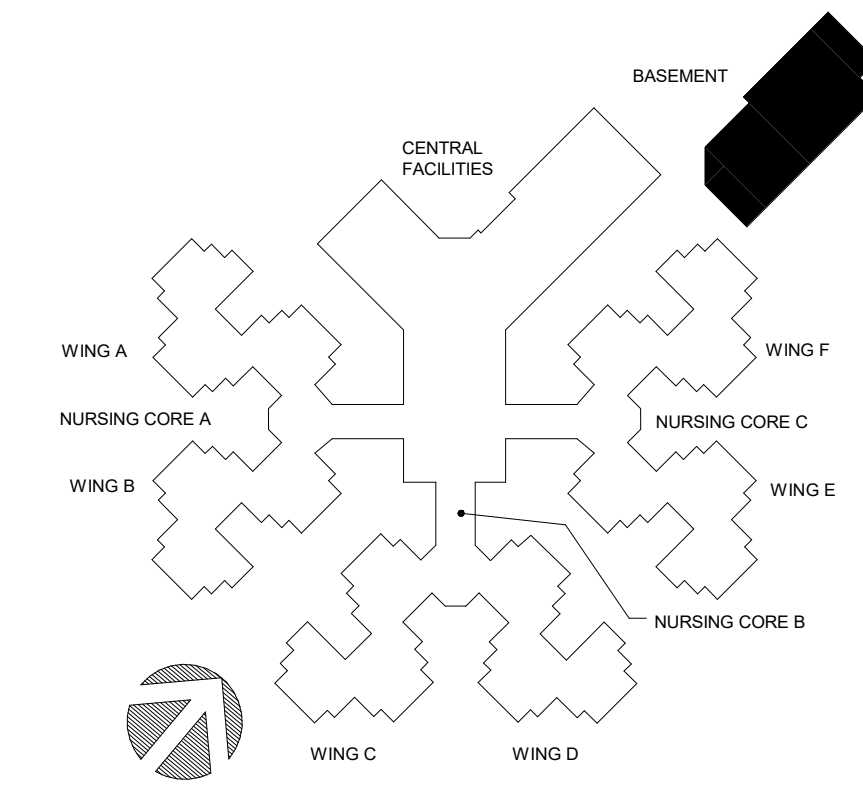 BASEMENT
CENTRAL
FACILITIES
WING A
WING F
NURSING CORE A
NURSING CORE C
WING B
WING E
NURSING CORE B
WING C
WING D